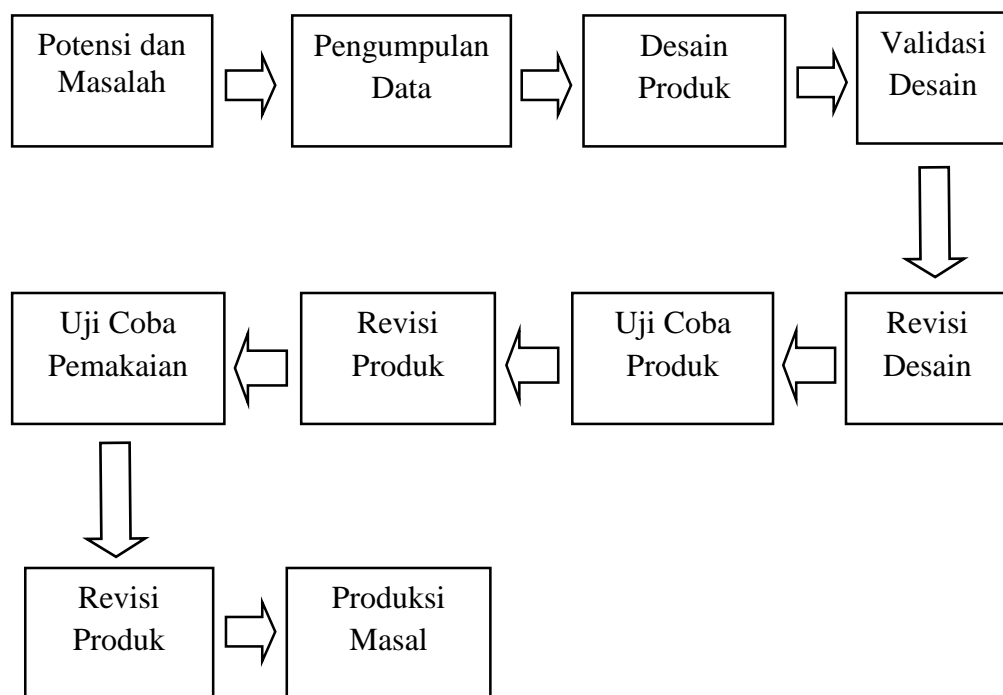 Potensi dan
Masalah
Pengumpulan
Data
Desain
Produk
Validasi
Desain
Revisi
Desain
Uji Coba
Produk
Revisi
Produk
Uji Coba
Pemakaian
Revisi
Produk
Produksi
Masal